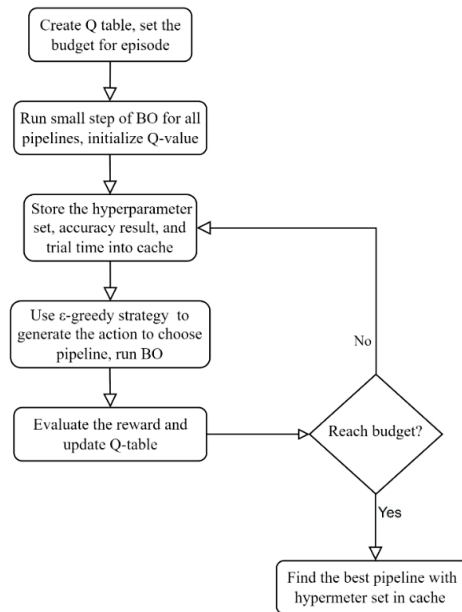 Create Q table, set the
budget for episode
Run small step of BO for all
pipelines, initialize Q-value
Store the hyperparameter
set, accuracy result, and
trial time into cache
Use ε-greedy strategy to
generate the action to choose
pipeline, run BO
No
Evaluate the reward and
update Q-table
Reach budget?
Yes
Find the best pipeline with
hypermeter set in cache